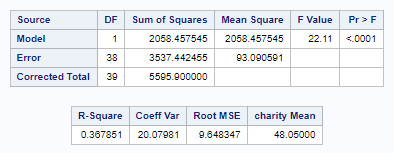 Source DF Sum of Squares Mean Square F Value Pr > F
Model 1 2058.457545 2058.457545 22.11 <.0001
Error 38 3537.442455 93.090591
Corrected Total 39 5595.900000
R-Square Coeff Var Root MSE charity Mean
0.367851 20.07981 9.648347 48.05000